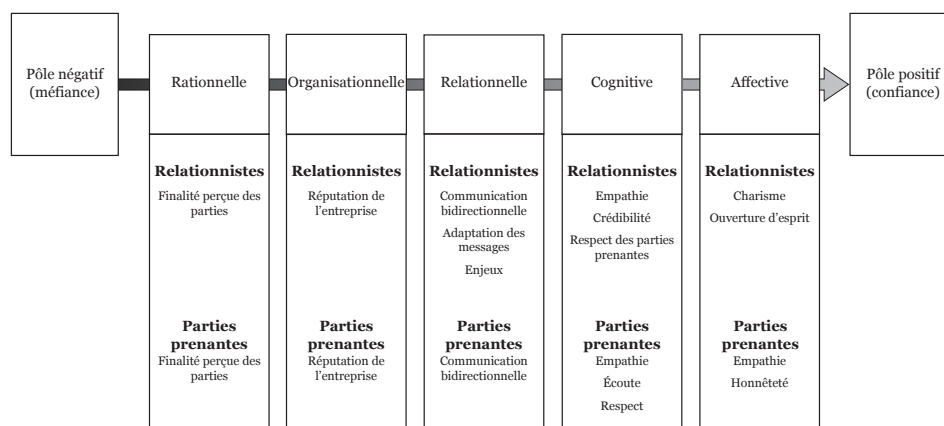 Pôle négatif
(méfiance)
Rationnelle
Organisationnelle
Relationnelle
Cognitive
Affective
Pôle positif
(confiance)
Relationnistes
Finalité perçue des
parties
Parties
prenantes
Finalité perçue des
parties
Relationnistes
Réputation de
l’entreprise
Parties
prenantes
Réputation de
l’entreprise
Relationnistes
Communication
bidirectionnelle
Adaptation des
messages
Enjeux
Parties
prenantes
Communication
bidirectionnelle
Relationnistes
Empathie
Crédibilité
Respect des parties
prenantes
Parties
prenantes
Empathie
Écoute
Respect
Relationnistes
Charisme
Ouverture d’esprit
Parties
prenantes
Empathie
Honnêteté